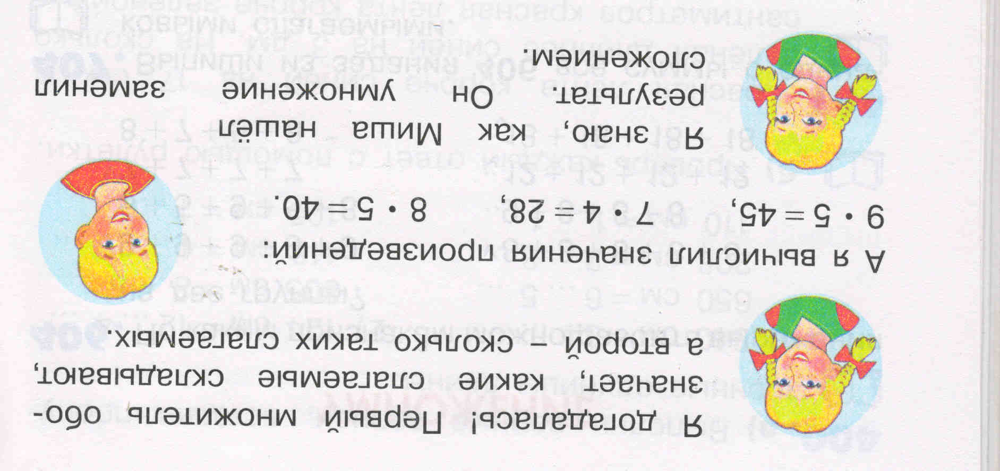 Я догадалась! Первый множитель обо-
значает, какие слагаемые складывают,
а второй – сколько таких слагаемых.
А я вычислил значения произведений:
9 · 5 = 45, 7 · 4 = 28, 8 · 5 = 40.
Я знаю, как Миша нашёл
результат. Он умножение заменил
сложением.